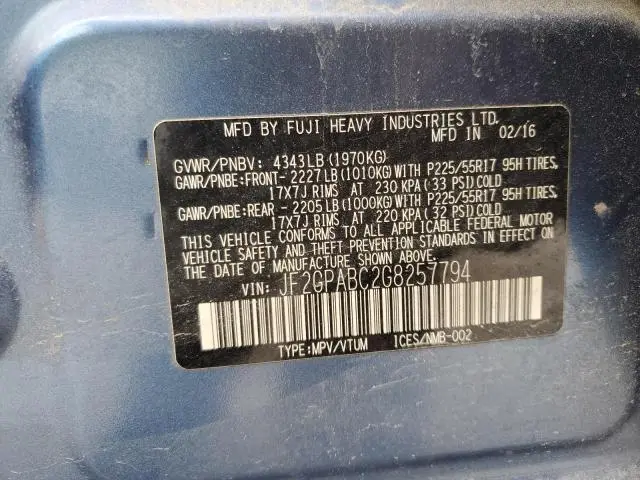 MFD BY FUJI HEAVY INDUSTRIES LTD.
MFD IN 02/16
GVWR/PNBV: 4343LB(1970KG)
GAWR/PNBE:FRONT- 2227LB(1010KG)WITH P225/55R17 95H TIRES,
17X7J RIMS AT 230 KPA( 33 PSI)COLD
GAWR/PNBE:REAR - 2205LB(1000KG)WITH P225/55R17 95H TIRES,
17X7J RIMS AT 220 KPA( 32 PSI)COLD
THIS VEHICLE CONFORMS TO ALL APPLICABLE FEDERAL MOTOR
VEHICLE SAFETY AND BUMPER STANDARDS IN EFFECT ON THE
DATE OF MANUFACTURE SHOWN ABOVE.
VIN: JF2GPABC2G8257794
TYPE:MPV/VTUM ICES/NMB-002